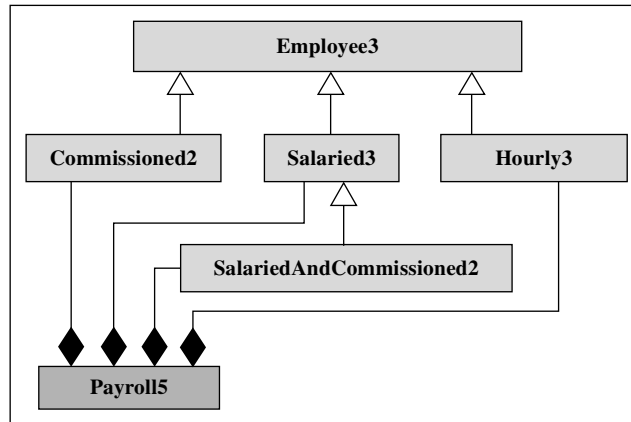 Employee3
Commissioned2
Salaried3
Hourly3
SalariedAndCommissioned2
Payroll5